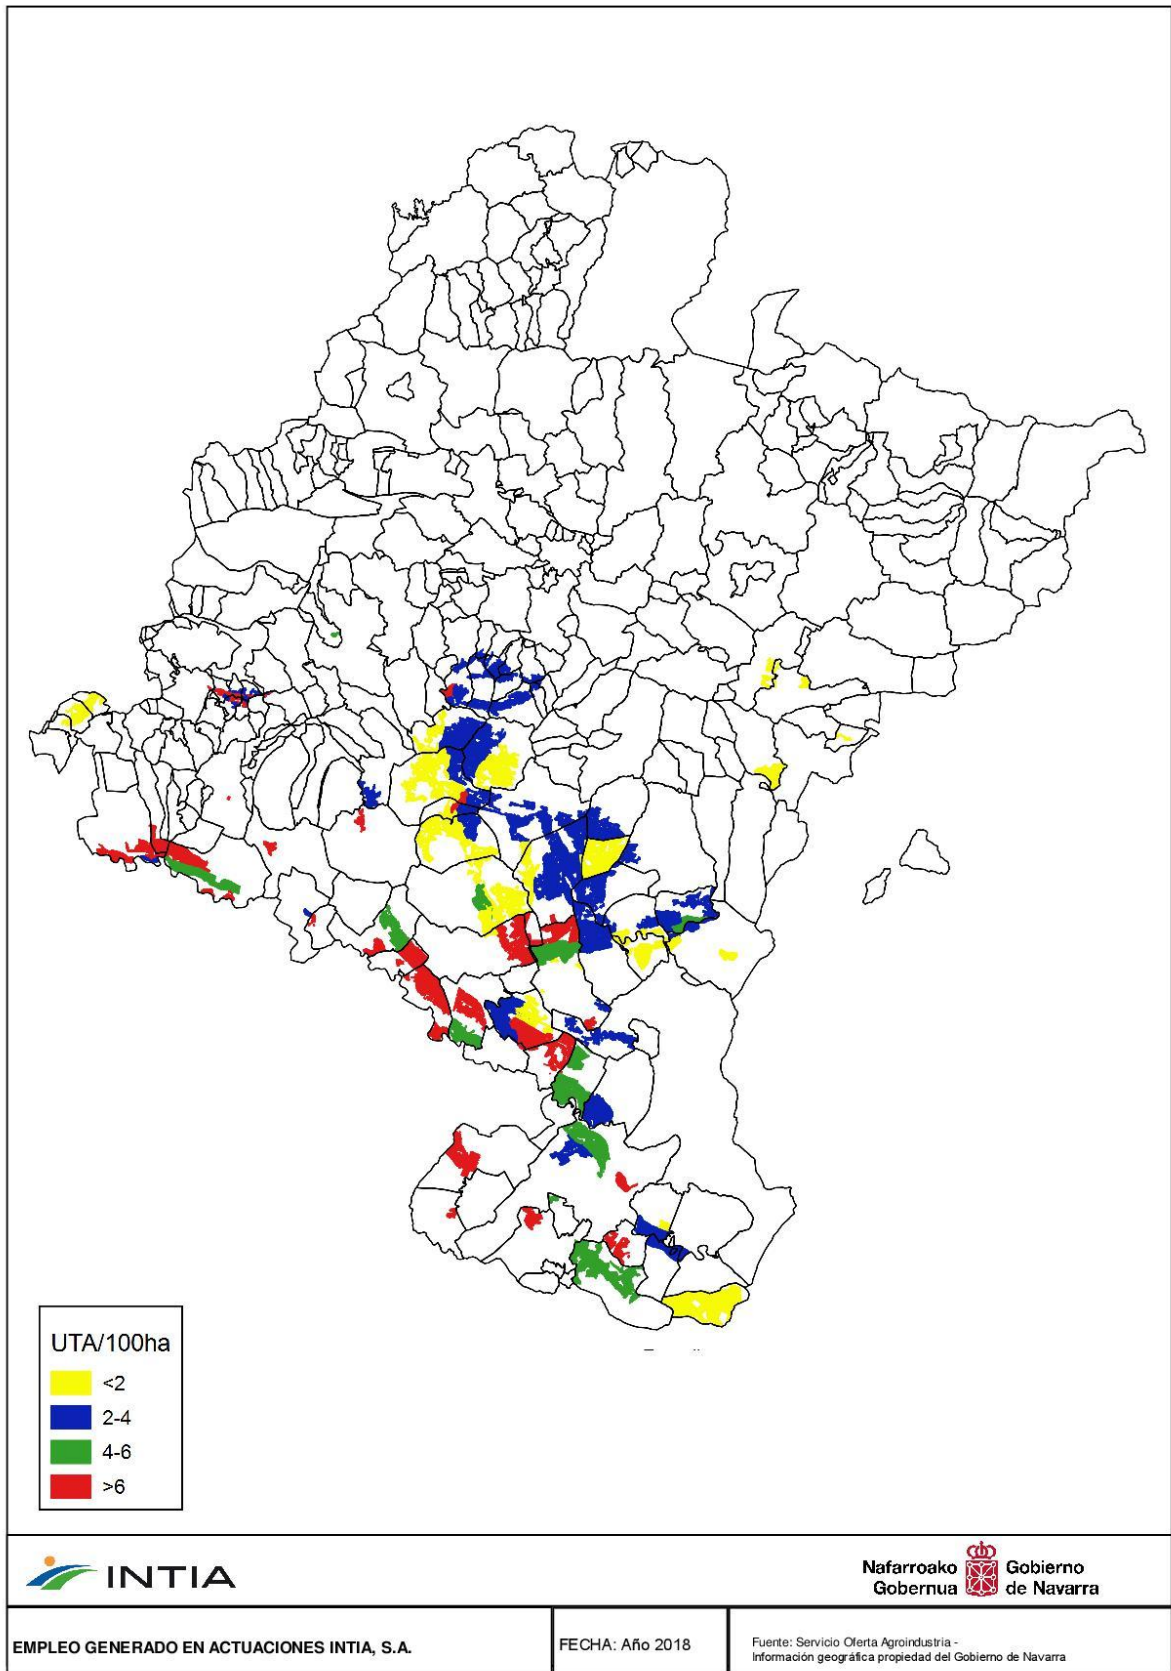 UTA/100ha
<2
2-4
4-6
>6
INTIA
Nafarroako
Gobernua
Gobierno
de Navarra
EMPLEO GENERADO EN ACTUACIONES INTIA, S.A.
FECHA: Año 2018
Fuente: Servicio Oferta Agroindustria -
Información geográfica propiedad del Gobierno de Navarra